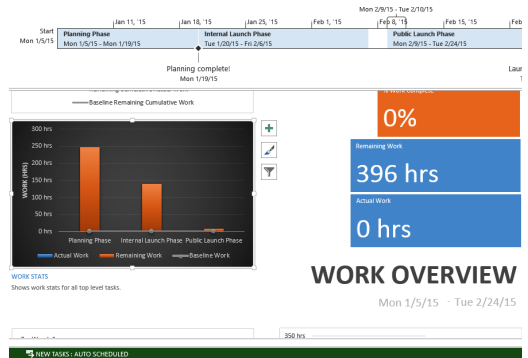 Mon 2/9/15 - Tue 2/10/15
Jan 11, '15 Jan 18, '15 Jan 25, '15 Feb 1, '15 Feb 8, '15 Feb 15, '15 Feb
Start
Mon 1/5/15
Planning Phase
Mon 1/5/15 - Mon 1/19/15
Internal Launch Phase
Tue 1/20/15 - Fri 2/6/15
Public Launch Phase
Mon 2/9/15 - Tue 2/24/15
Planning complete!
Mon 1/19/15
Laun
Remaining Cumulative Actual Work
Baseline Remaining Cumulative Work
% Work Complete
0%
Remaining Work
396 hrs
Actual Work
0 hrs
WORK (HRS)
300 hrs
250 hrs
200 hrs
150 hrs
100 hrs
50 hrs
0 hrs
Planning Phase Internal Launch Phase Public Launch Phase
Actual Work Remaining Work Baseline Work
WORK STATS
Shows work stats for all top level tasks.
WORK OVERVIEW
Mon 1/5/15 - Tue 2/24/15
350 hrs
NEW TASKS : AUTO SCHEDULED